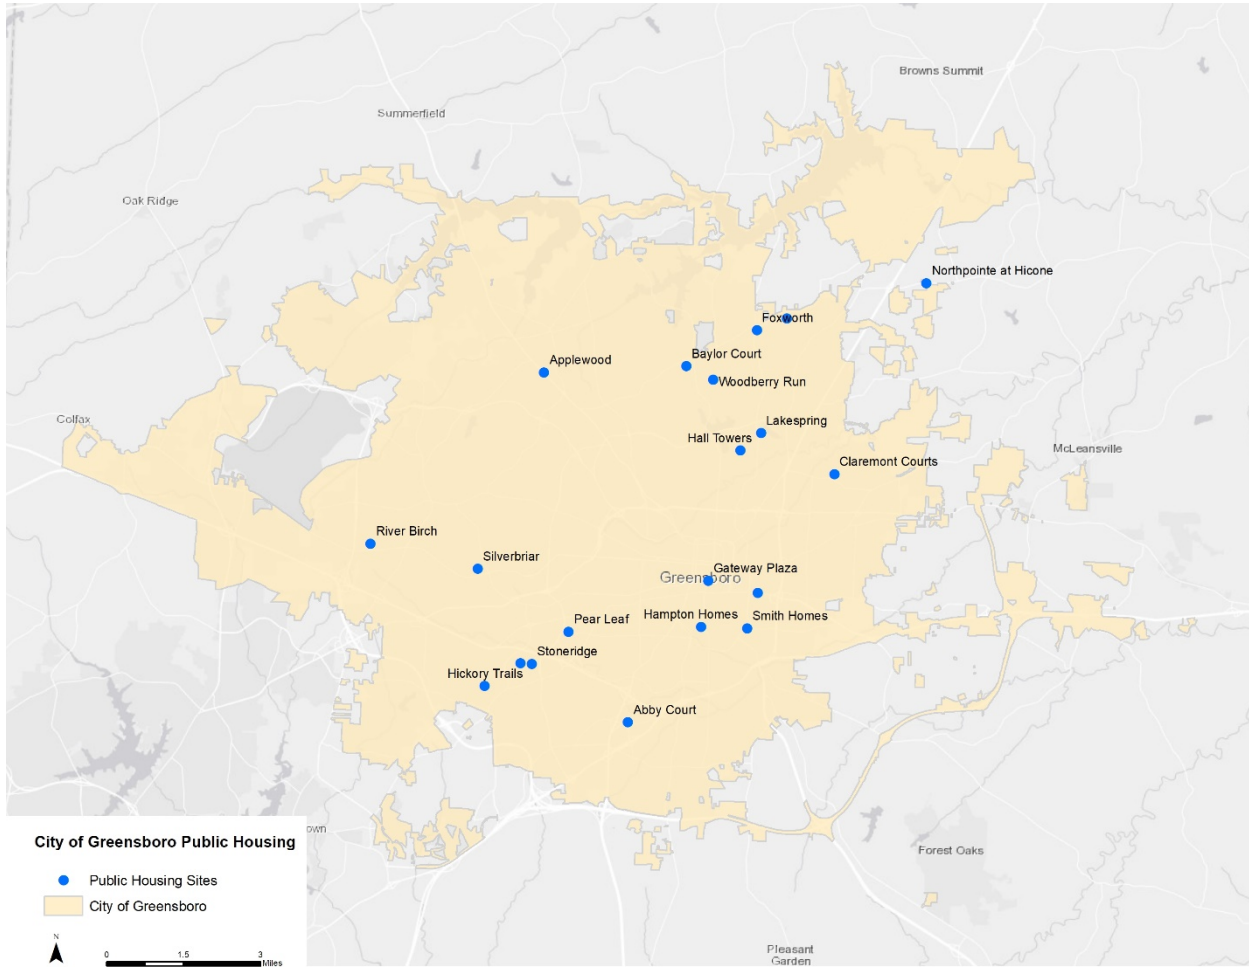 Browns Summit
Summerfield
Oak Ridge
Northpointe at Hicone
Foxworth
Baylor Court
Applewood
Woodberry Run
Colfax
Lakespring
Hall Towers
McLeansville
Claremont Courts
River Birch
Silverbriar
Gateway Plaza
Greensboro
Hampton Homes
Smith Homes
Pear Leaf
Stoneridge
Hickory Trails
Abby Court
own
City of Greensboro Public Housing
Public Housing Sites
City of Greensboro
N
0 1.5 3
Miles
Forest Oaks
Pleasant
Garden